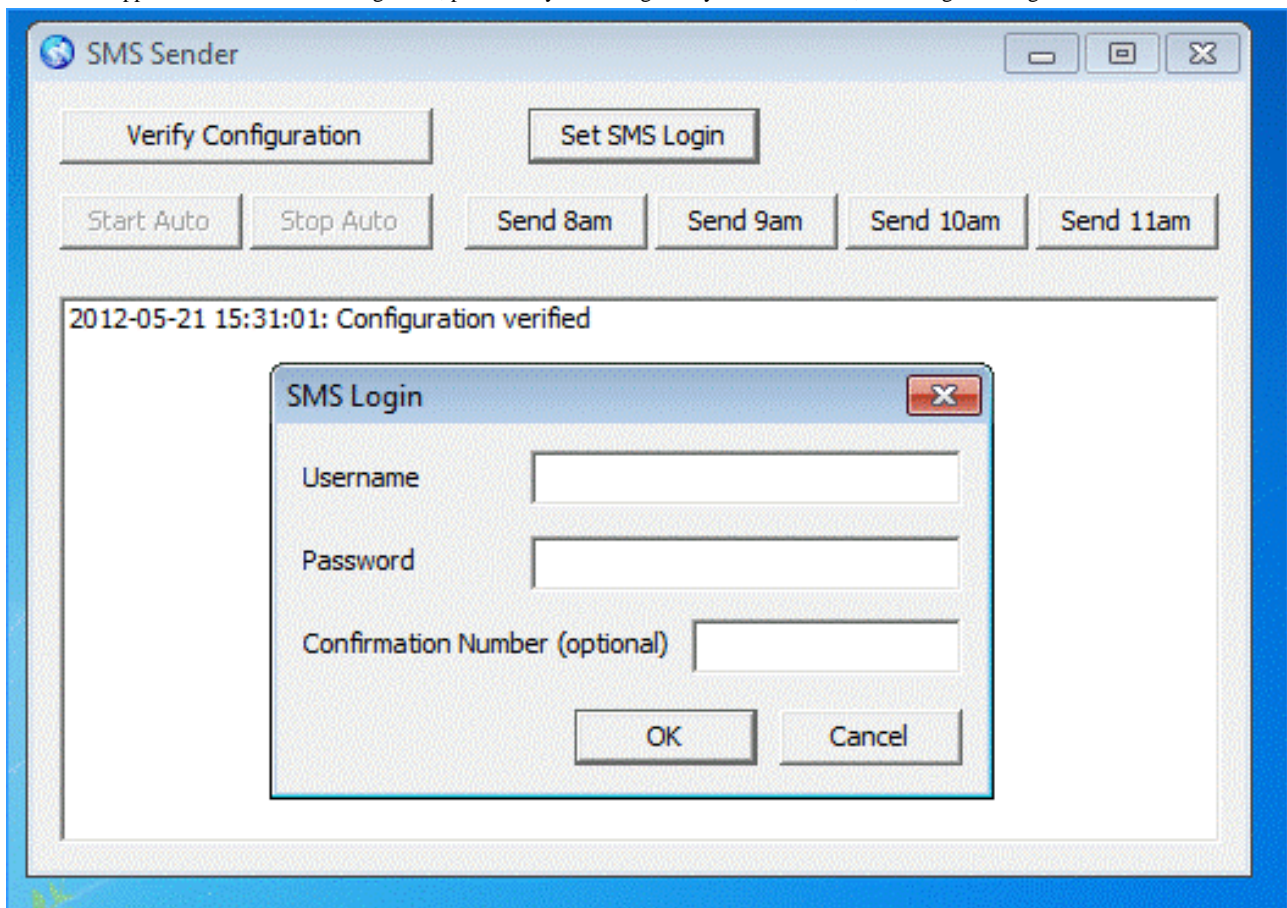 SMS Sender
Verify Configuration Set SMS Login
Start Auto Stop Auto Send 8am Send 9am Send 10am Send 11am
2012-05-21 15:31:01: Configuration verified
SMS Login
Username
Password
Confirmation Number (optional)
OK Cancel